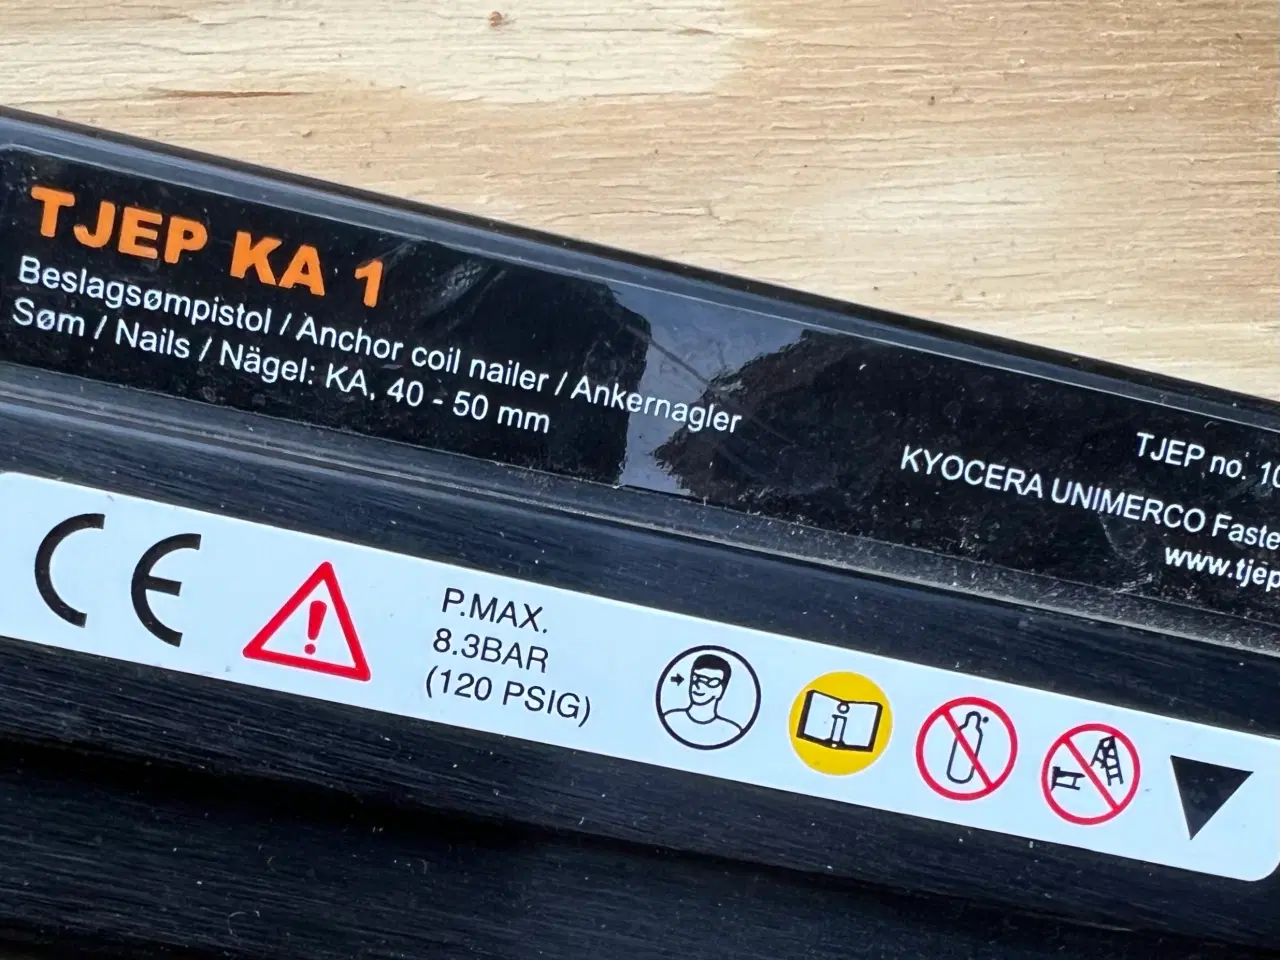 TJEP KA 1
Beslagsømpistol / Anchor coil nailer / Ankernagler
Søm / Nails / Nägel: KA, 40 - 50 mm
TJEP no. 10
KYOCERA UNIMERCO Faste
www.tjep
CE
P.MAX.
8.3BAR
(120 PSIG)